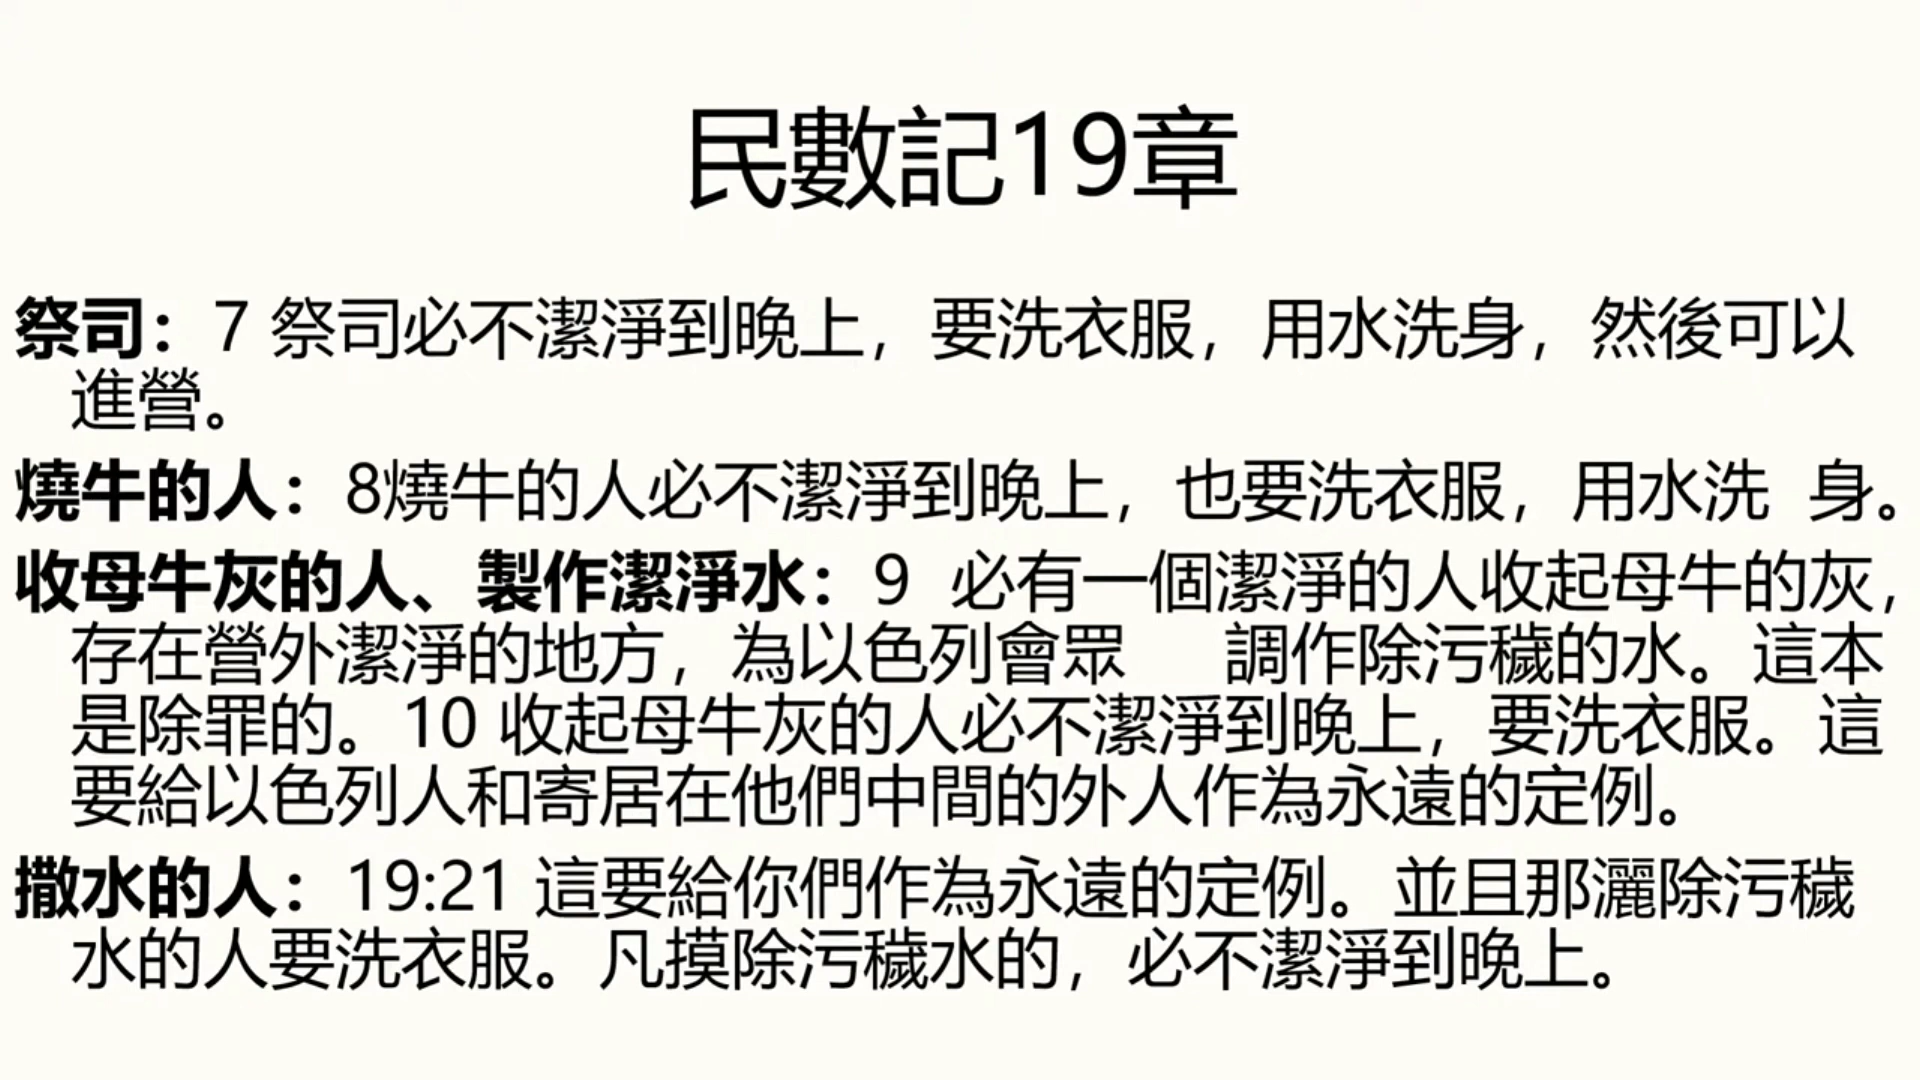 民數記19章
祭司：7 祭司必不潔淨到晚上，要洗衣服，用水洗身，然後可以
進營。
燒牛的人：8燒牛的人必不潔淨到晚上，也要洗衣服，用水洗 身。
收母牛灰的人、製作潔淨水：9 必有一個潔淨的人收起母牛的灰，
存在營外潔淨的地方，為以色列會眾 調作除污穢的水。這本
是除罪的。10 收起母牛灰的人必不潔淨到晚上，要洗衣服。這
要給以色列人和寄居在他們中間的外人作為永遠的定例。
撒水的人：19:21 這要給你們作為永遠的定例。並且那灑除污穢
水的人要洗衣服。凡摸除污穢水的，必不潔淨到晚上。